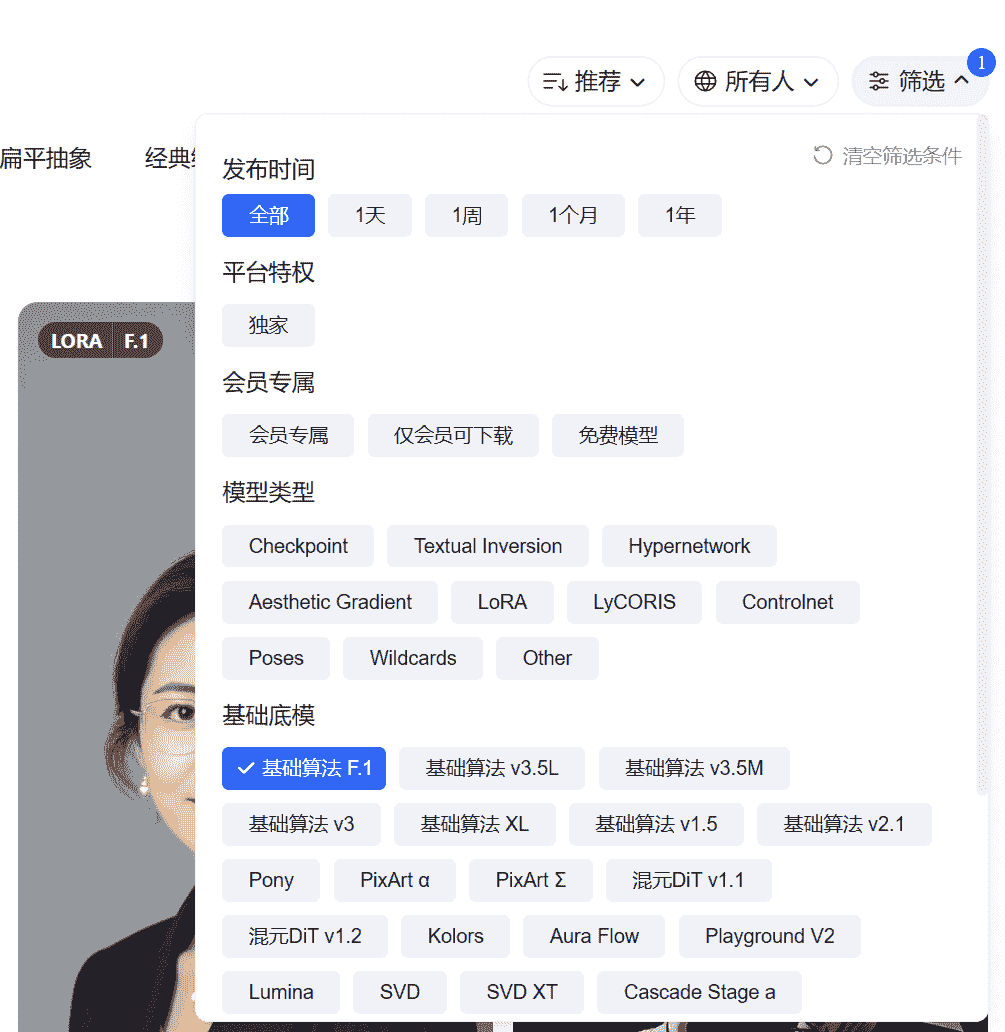 推荐 所有人 筛选 1
扁平抽象 经典
发布时间 清空筛选条件
全部 1天 1周 1个月 1年
平台特权
独家
会员专属
会员专属 仅会员可下载 免费模型
模型类型
Checkpoint Textual Inversion Hypernetwork
Aesthetic Gradient LoRA LyCORIS Controlnet
Poses Wildcards Other
基础底模
基础算法 F.1 基础算法 v3.5L 基础算法 v3.5M
基础算法 v3 基础算法 XL 基础算法 v1.5 基础算法 v2.1
Pony PixArt α PixArt Σ 混元DiT v1.1
混元DiT v1.2 Kolors Aura Flow Playground V2
Lumina SVD SVD XT Cascade Stage a
LORA F.1